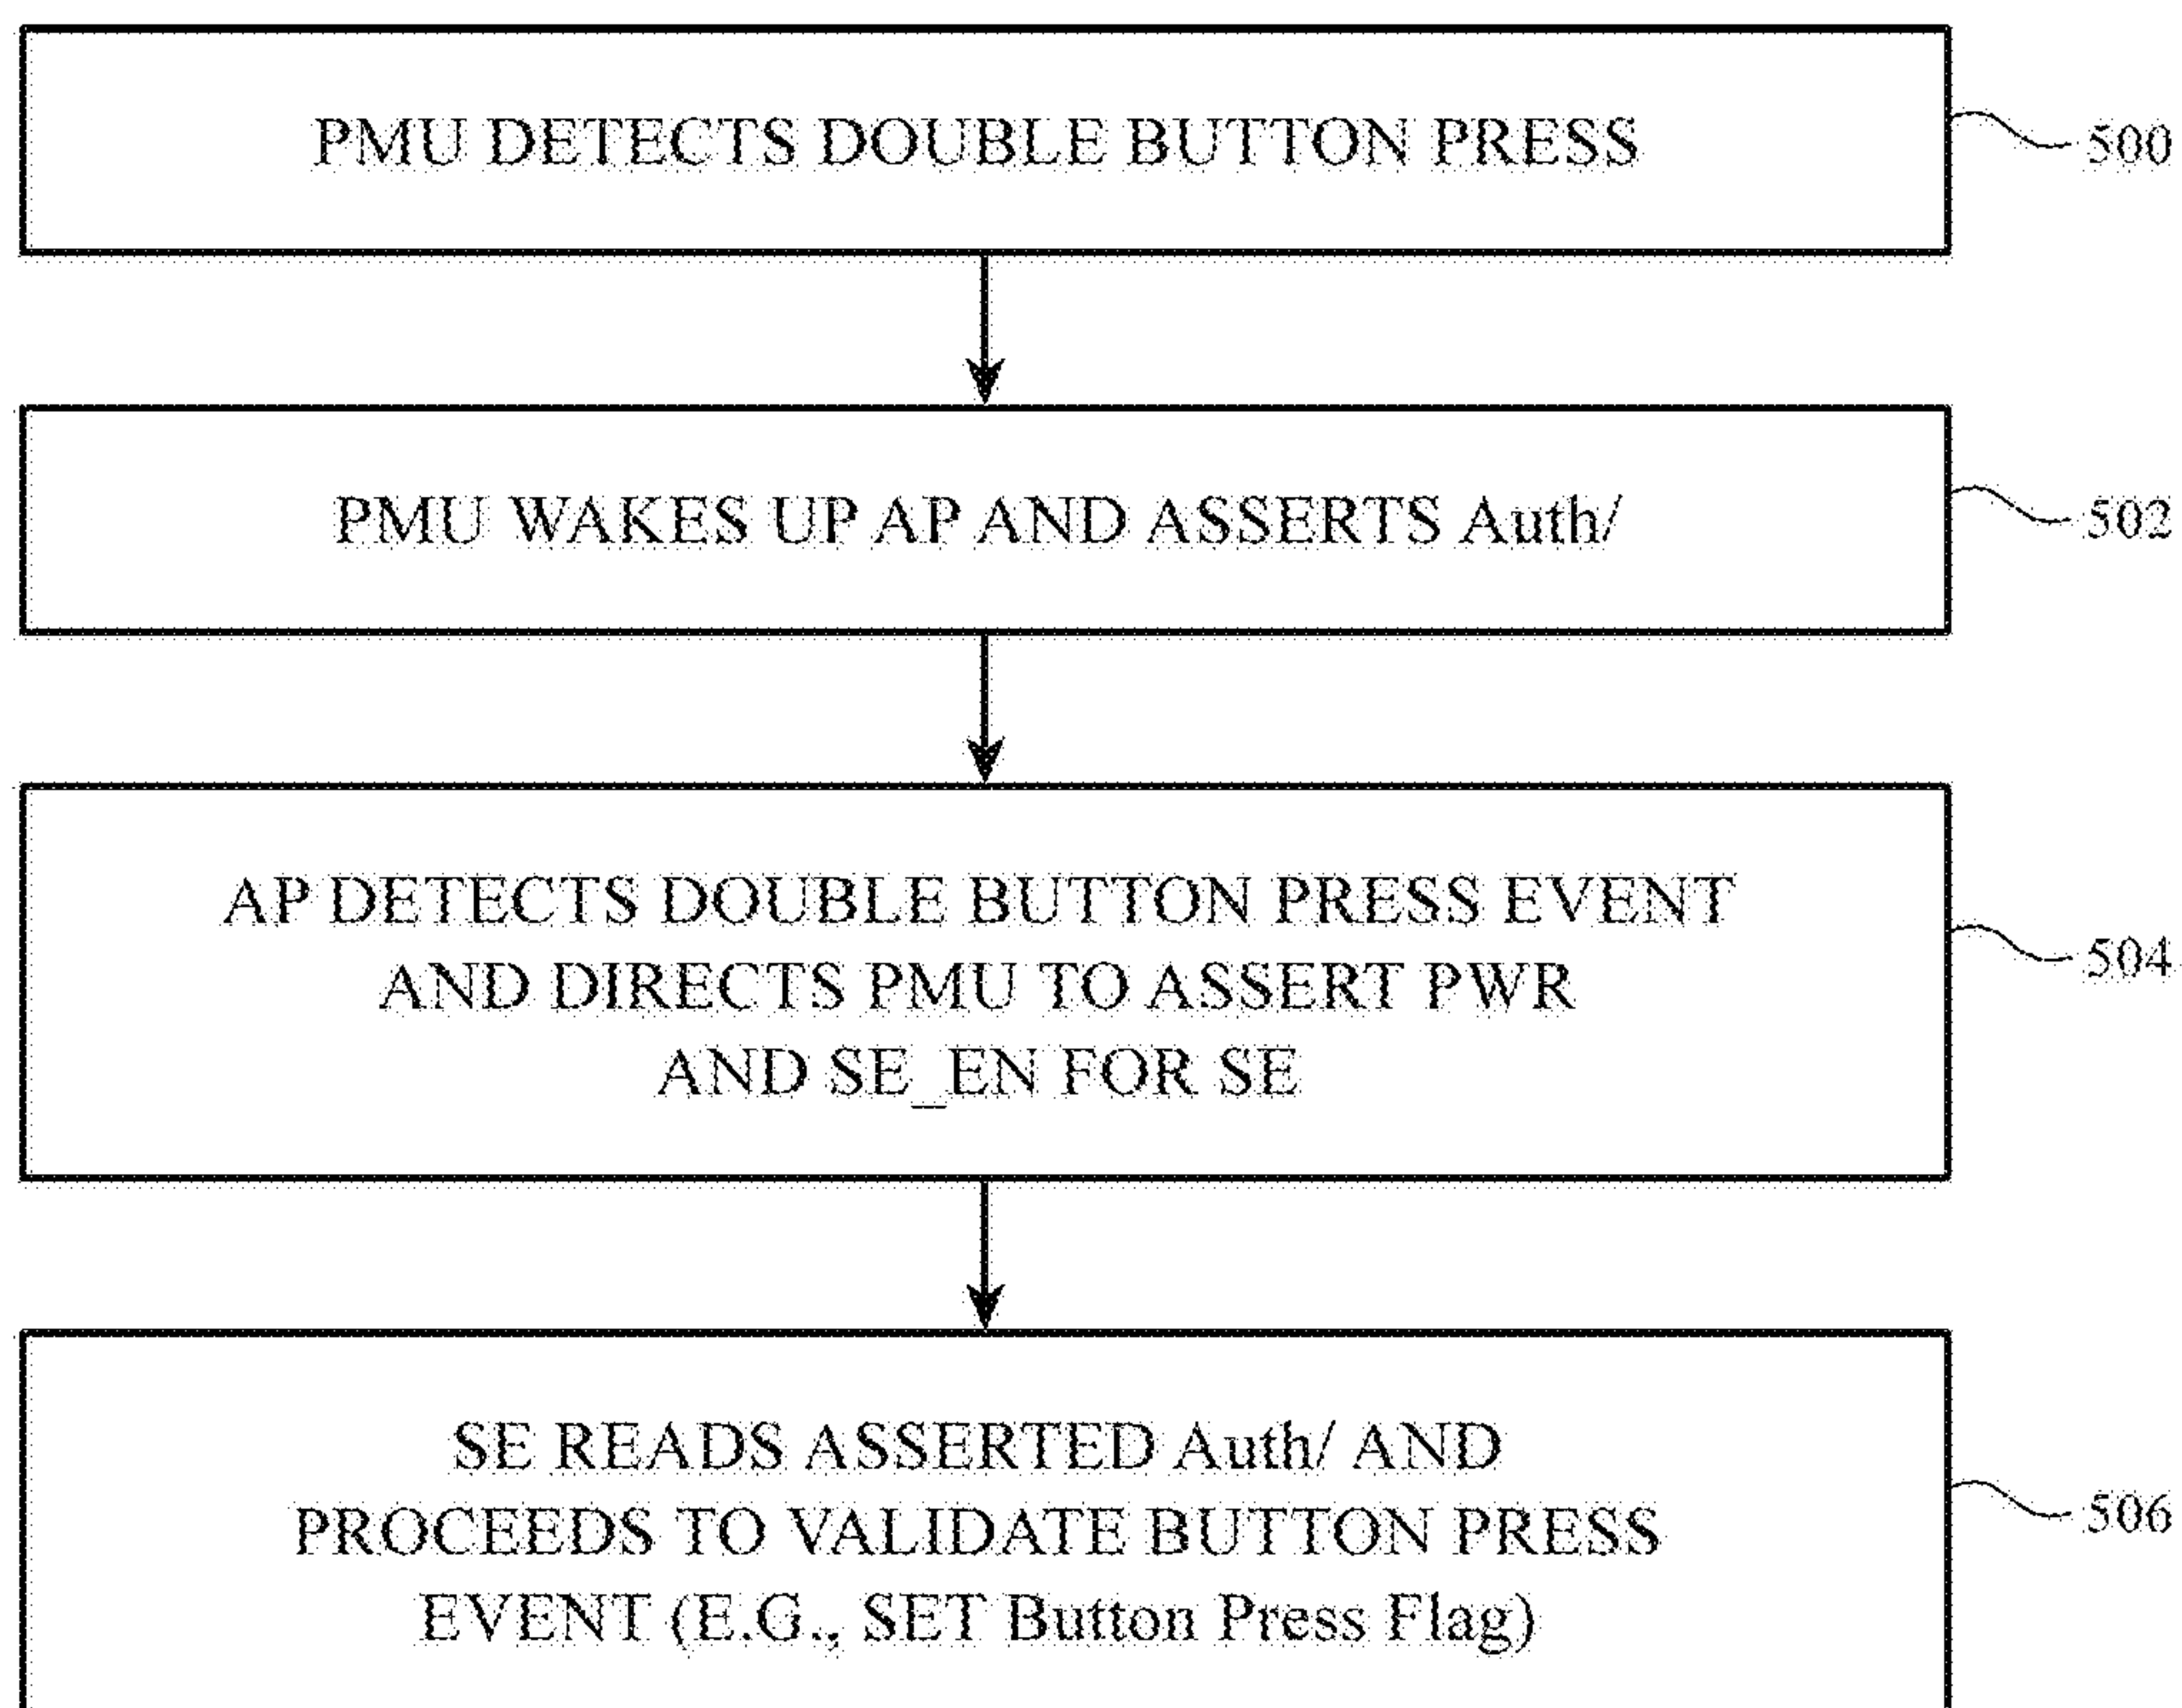 PMU DETECTS DOUBLE BUTTON PRESS
500
PMU WAKES UP AP AND ASSERTS Auth/
502
AP DETECTS DOUBLE BUTTON PRESS EVENT
AND DIRECTS PMU TO ASSERT PWR
AND SE_EN FOR SE
504
SE READS ASSERTED Auth/ AND
PROCEEDS TO VALIDATE BUTTON PRESS
EVENT (E.G., SET Button Press Flag)
506